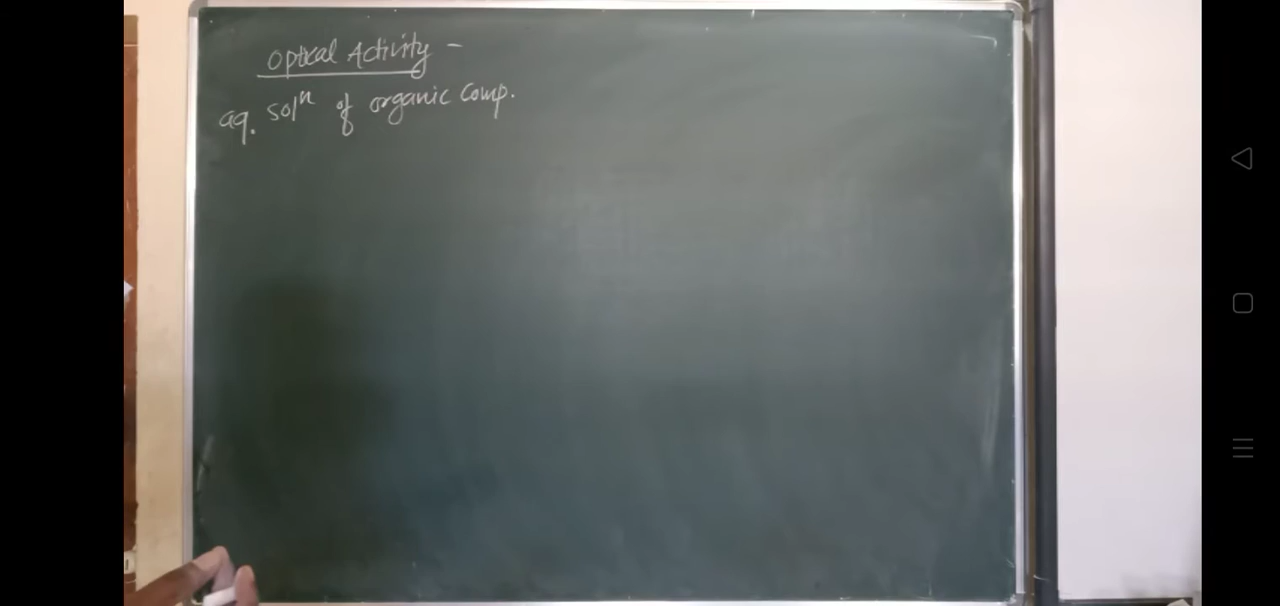 Optical Activity -
aq. solⁿ of organic comp.